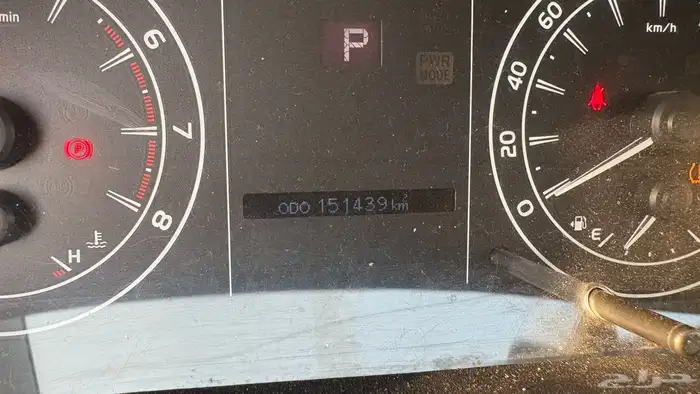 min
P
km/h
PWR
MODE
6
7
8
60
40
20
0
ODO 151439 km
H
E
حراج